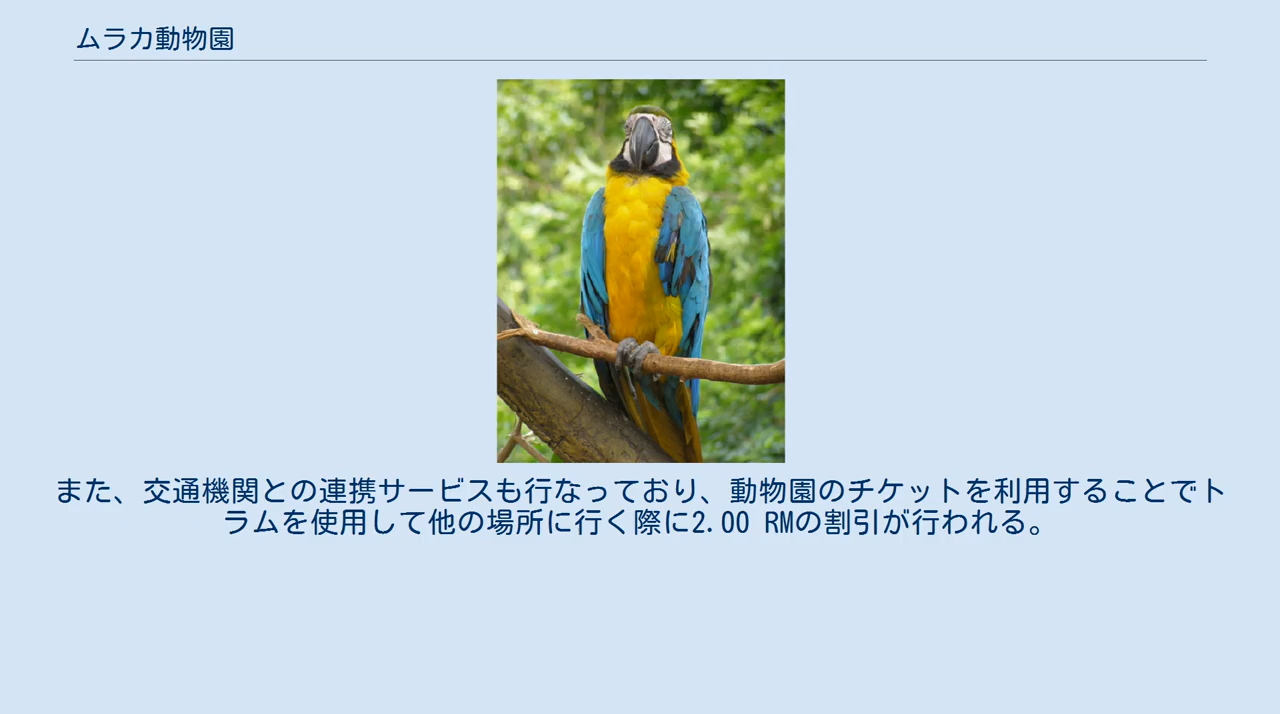 ムラカ動物園
また、交通機関との連携サービスも行なっており、動物園のチケットを利用することでト
ラムを使用して他の場所に行く際に2.00 RMの割引が行われる。